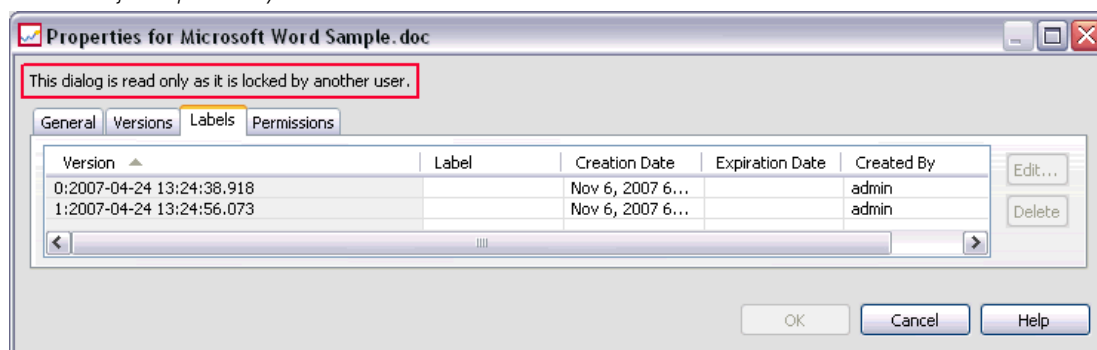 Properties for Microsoft Word Sample.doc
This dialog is read only as it is locked by another user.
General Versions Labels Permissions
Version Label Creation Date Expiration Date Created By
0:2007-04-24 13:24:38.918 Nov 6, 2007 6... admin
1:2007-04-24 13:24:56.073 Nov 6, 2007 6... admin
Edit...
Delete
OK Cancel Help